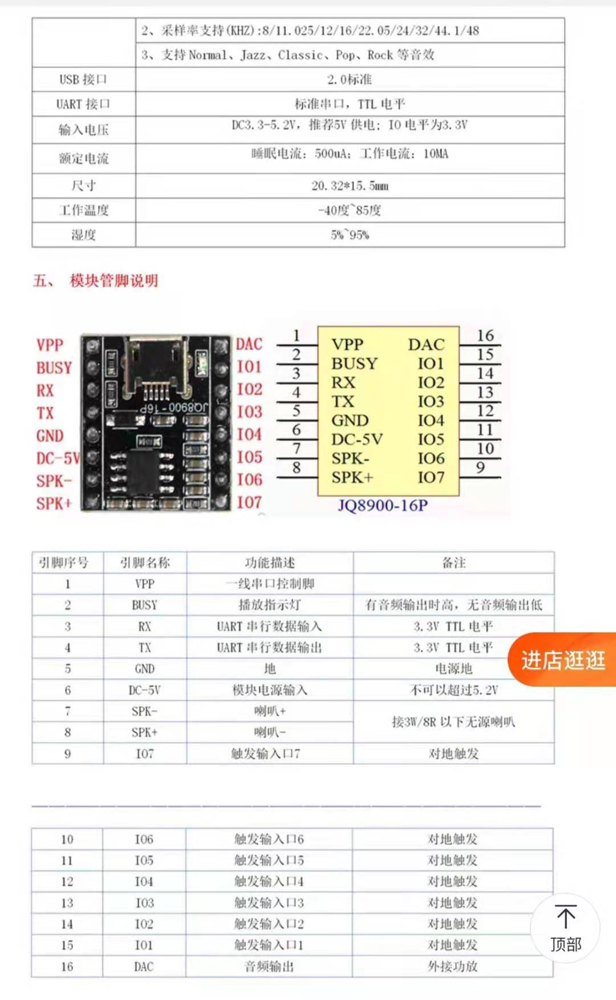 2、采样率支持(KHZ):8/11.025/12/16/22.05/24/32/44.1/48
3、支持 Normal、Jazz、Classic、Pop、Rock 等音效
USB 接口 2.0标准
UART 接口 标准串口，TTL 电平
输入电压 DC3.3-5.2V，推荐5V 供电; IO 电平为3.3V
额定电流 睡眠电流：500uA；工作电流：10MA
尺寸 20.32*15.5mm
工作温度 -40度~85度
湿度 5%~95%
五、 模块管脚说明
VPP
BUSY
RX
TX
GND
DC-5V
SPK-
SPK+
JQ8900-16P
DAC
IO1
IO2
IO3
IO4
IO5
IO6
IO7
1 VPP DAC 16
2 BUSY IO1 15
3 RX IO2 14
4 TX IO3 13
5 GND IO4 12
6 DC-5V IO5 11
7 SPK- IO6 10
8 SPK+ IO7 9
JQ8900-16P
引脚序号 引脚名称 功能描述 备注
1 VPP 一线串口控制脚
2 BUSY 播放指示灯 有音频输出时高，无音频输出低
3 RX UART 串行数据输入 3.3V TTL 电平
4 TX UART 串行数据输出 3.3V TTL 电平
5 GND 地 电源地
6 DC-5V 模块电源输入 不可以超过5.2V
7 SPK- 喇叭+ 接3W/8R 以下无源喇叭
8 SPK+ 喇叭-
9 IO7 触发输入口7 对地触发
进店逛逛
10 IO6 触发输入口6 对地触发
11 IO5 触发输入口5 对地触发
12 IO4 触发输入口4 对地触发
13 IO3 触发输入口3 对地触发
14 IO2 触发输入口2 对地触发
15 IO1 触发输入口1 对地触发
16 DAC 音频输出 外接功放
顶部